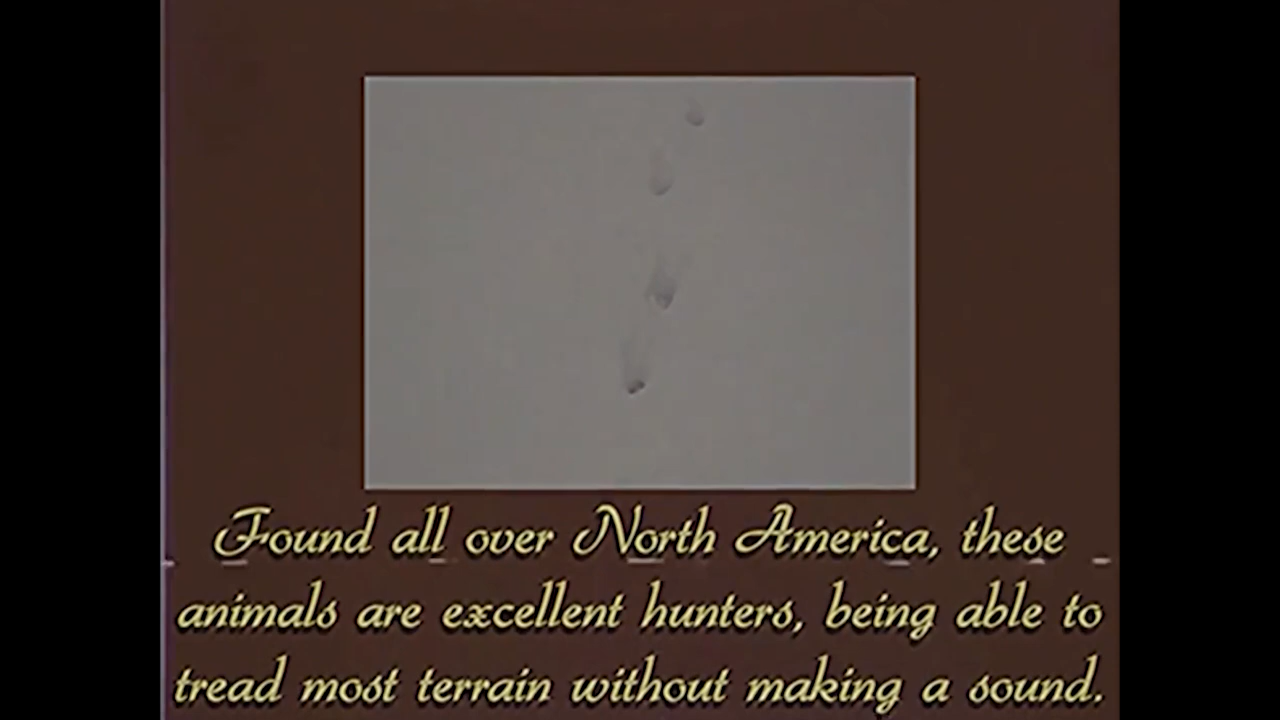 Found all over North America, these
animals are excellent hunters, being able to
tread most terrain without making a sound.